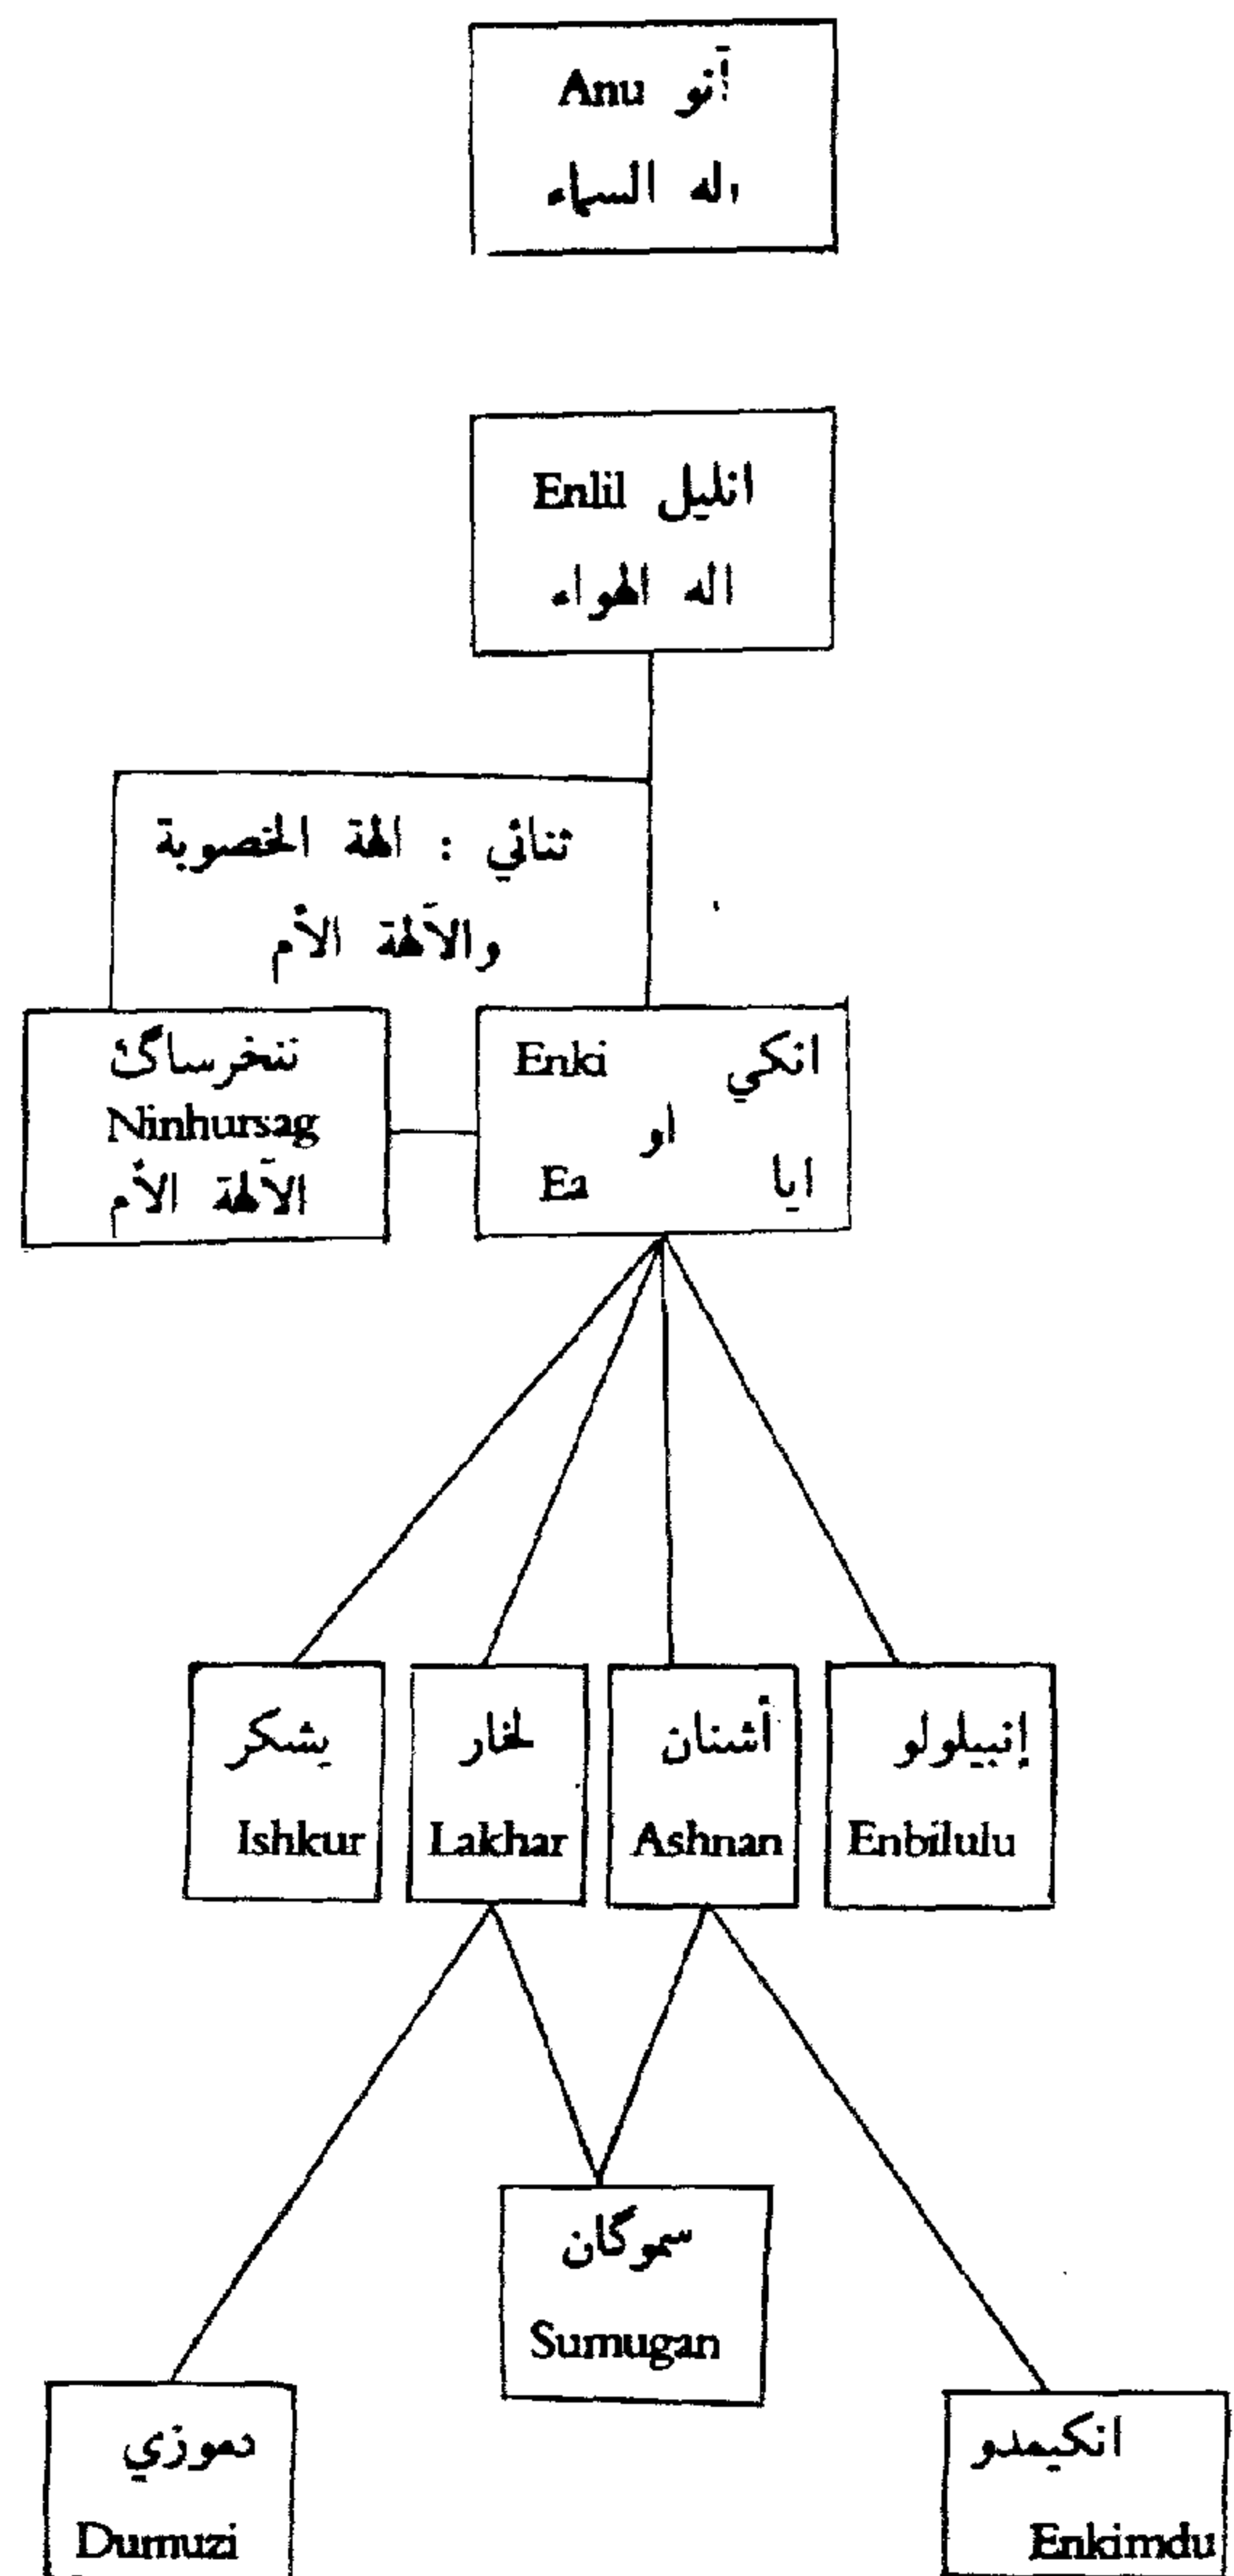 آنو Anu
اله السماء
انليل Enlil
اله الهواء
ثنائي : الهة الخصوبة
والآلهة الأم
ننخرساگ
Ninhursag
الآلهة الأم
انكي Enki
او
ايا Ea
يشكر
Ishkur
لخار
Lakhar
أشنان
Ashnan
إنبيلولو
Enbilulu
سموگان
Sumugan
دموزي
Dumuzi
انكيمدو
Enkimdu